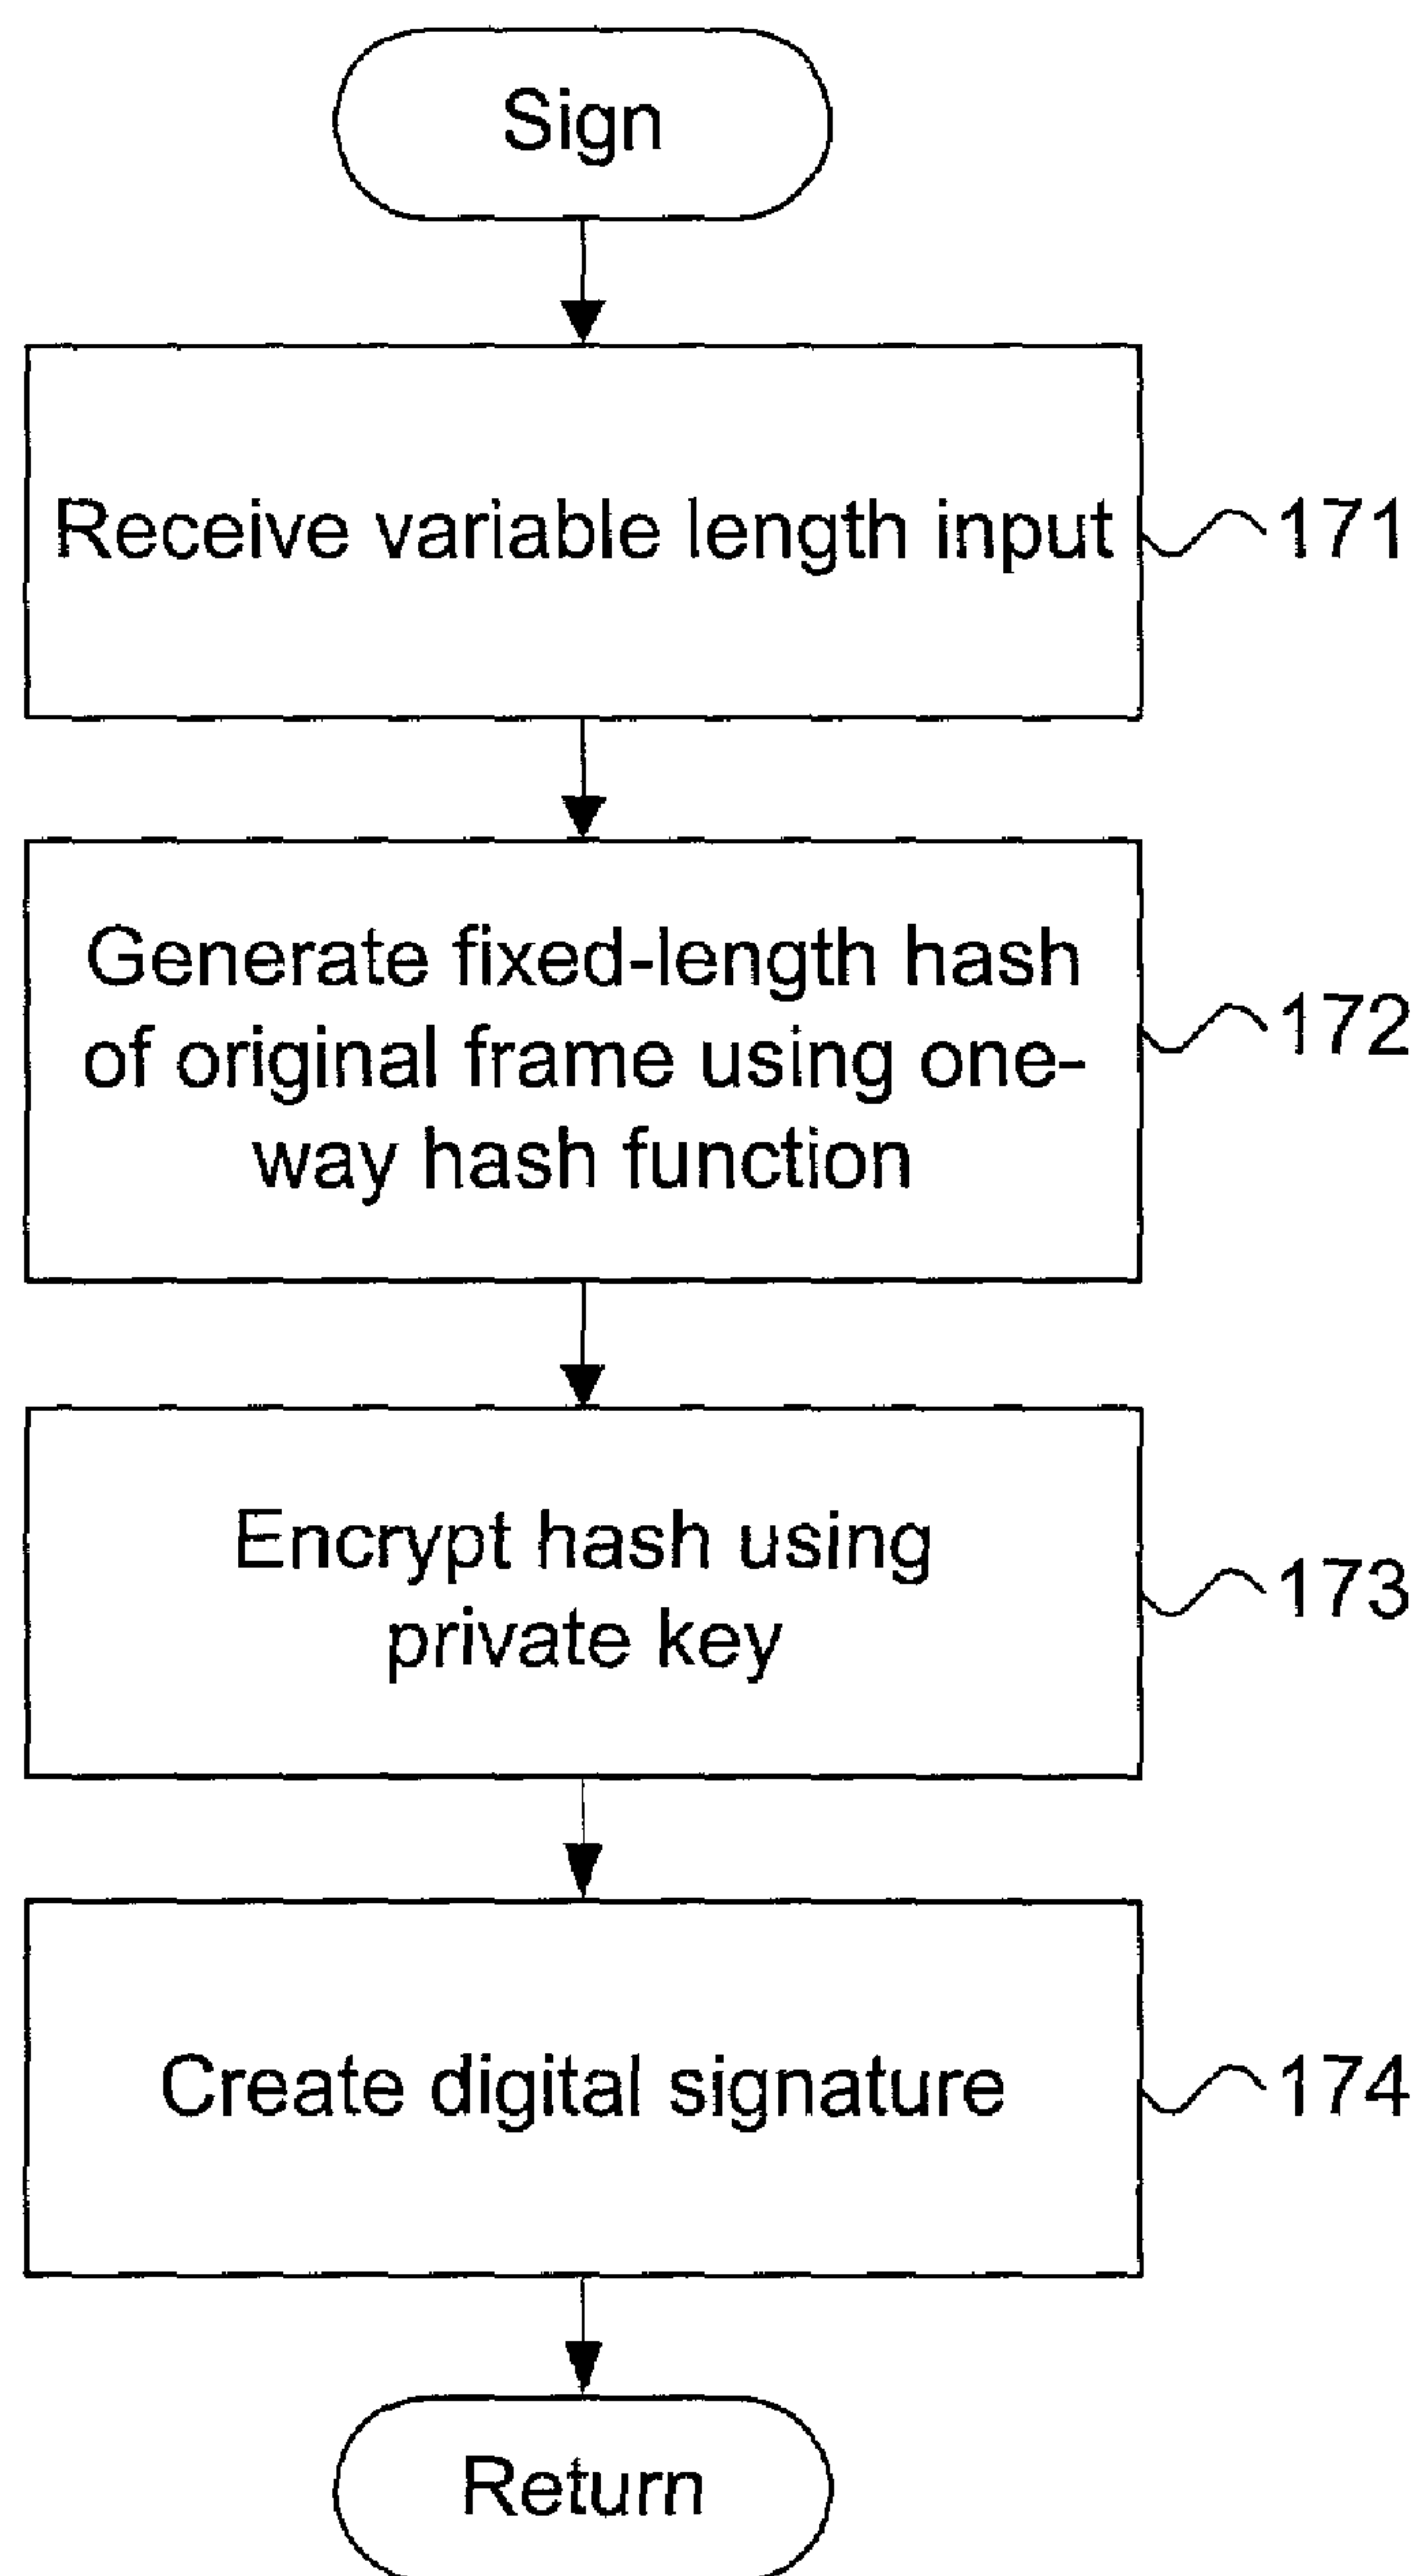 Sign
Receive variable length input
171
Generate fixed-length hash
of original frame using one-
way hash function
172
Encrypt hash using
private key
173
Create digital signature
174
Return